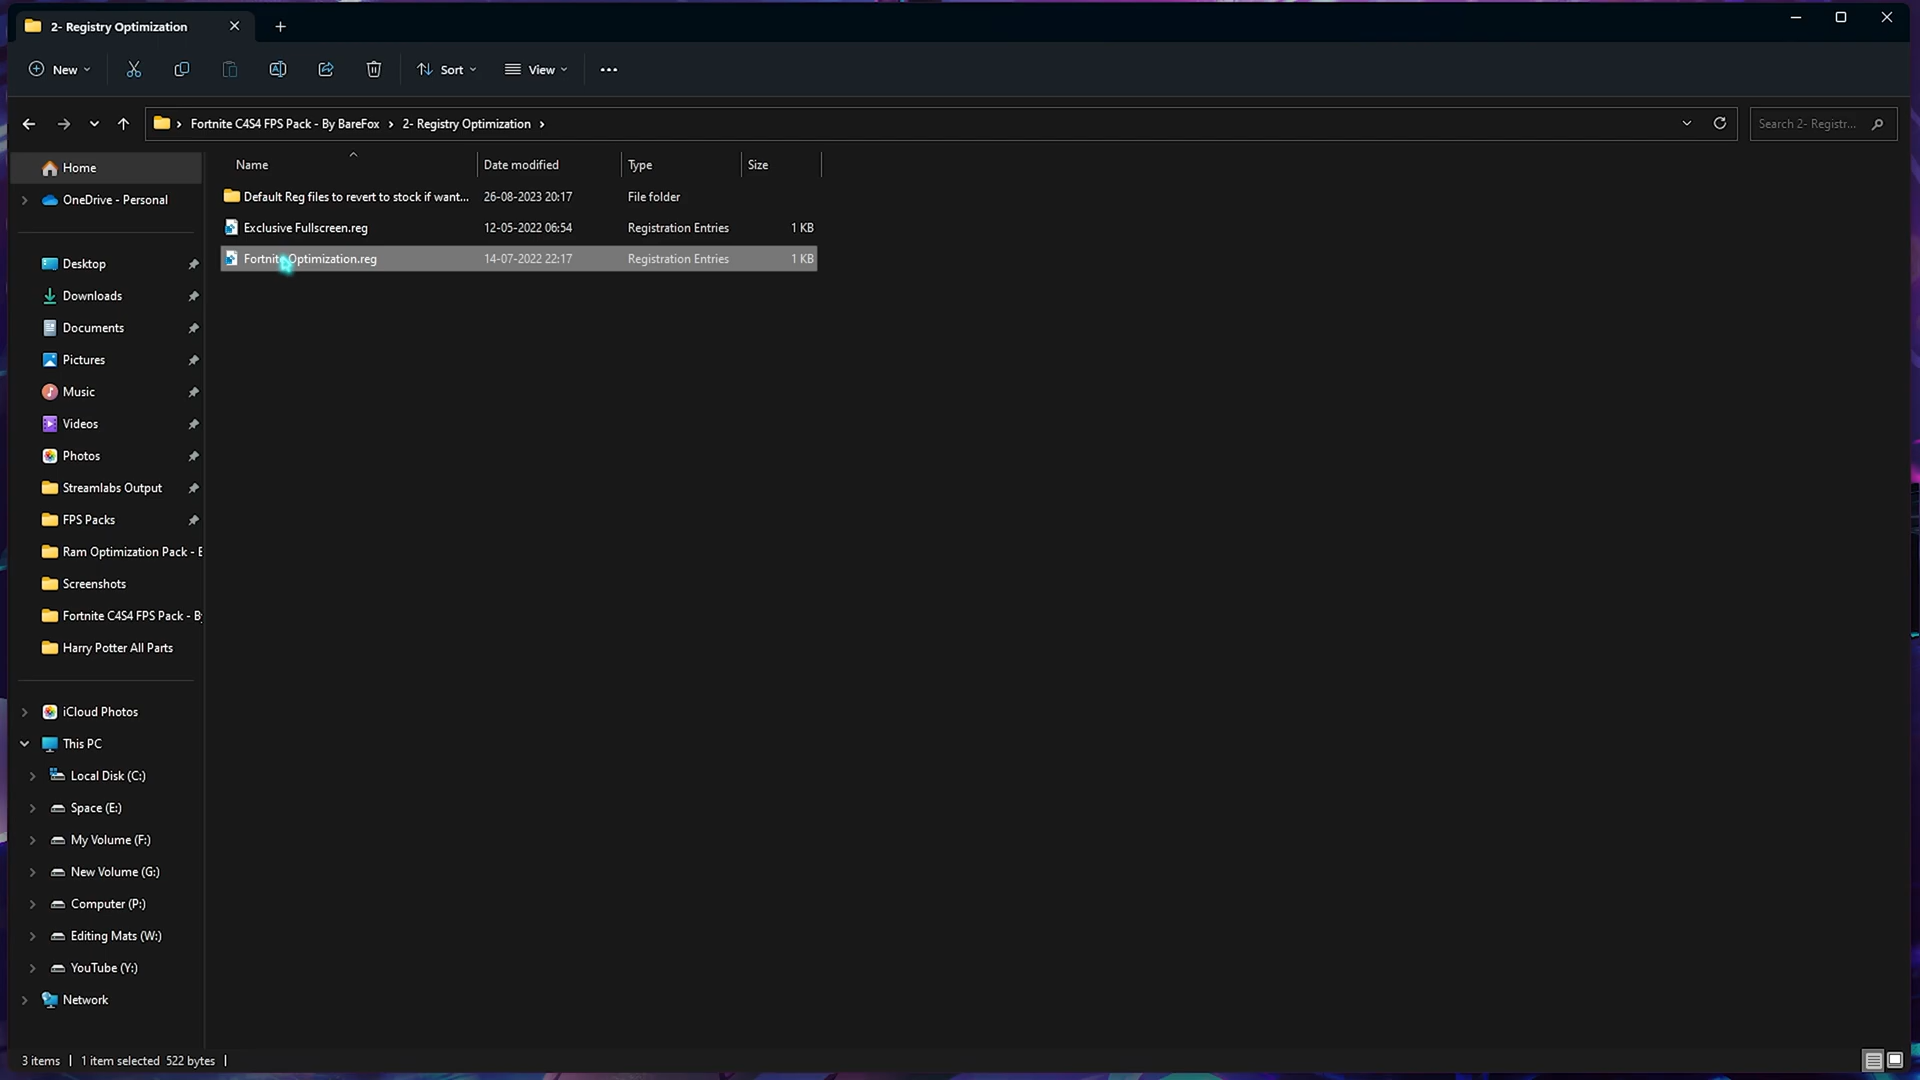 2- Registry Optimization
New
Sort
View
Fortnite C4S4 FPS Pack - By BareFox > 2- Registry Optimization >
Search 2- Registr...
Name
Date modified
Type
Size
Default Reg files to revert to stock if want... 26-08-2023 20:17 File folder
Exclusive Fullscreen.reg 12-05-2022 06:54 Registration Entries 1 KB
Fortnite Optimization.reg 14-07-2022 22:17 Registration Entries 1 KB
Home
OneDrive - Personal
Desktop
Downloads
Documents
Pictures
Music
Videos
Photos
Streamlabs Output
FPS Packs
Ram Optimization Pack - B
Screenshots
Fortnite C4S4 FPS Pack - B
Harry Potter All Parts
iCloud Photos
This PC
Local Disk (C:)
Space (E:)
My Volume (F:)
New Volume (G:)
Computer (P:)
Editing Mats (W:)
YouTube (Y:)
Network
3 items | 1 item selected 522 bytes |